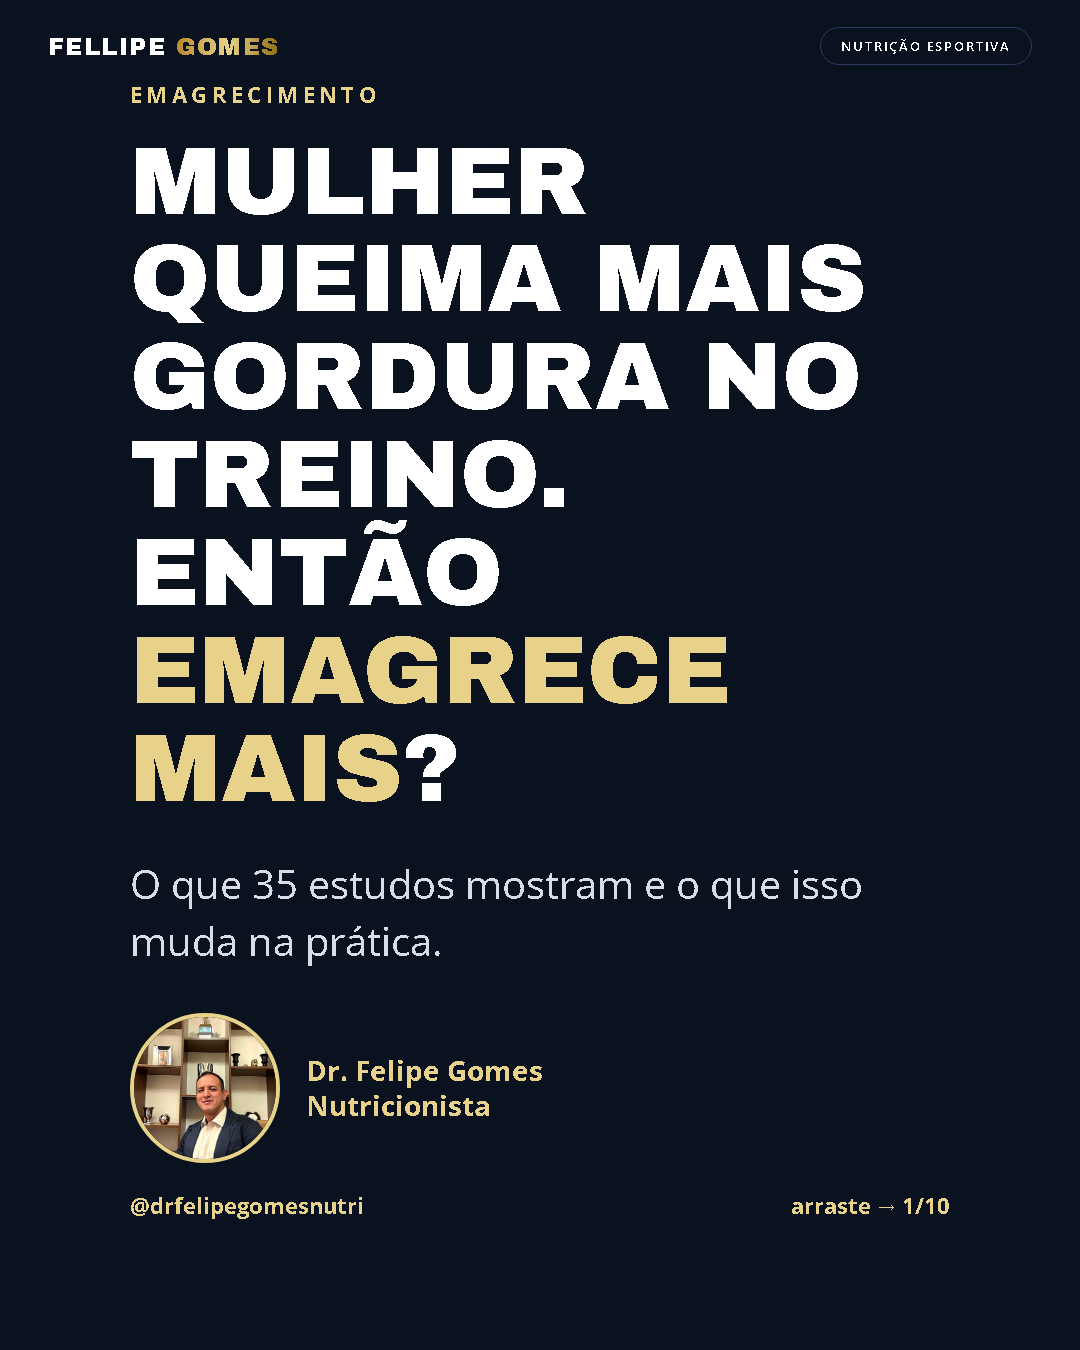 FELLIPE GOMES
NUTRIÇÃO ESPORTIVA
EMAGRECIMENTO
MULHER
QUEIMA MAIS
GORDURA NO
TREINO.
ENTÃO
EMAGRECE
MAIS?
O que 35 estudos mostram e o que isso
muda na prática.
Dr. Felipe Gomes
Nutricionista
@drfelipegomesnutri
arraste → 1/10